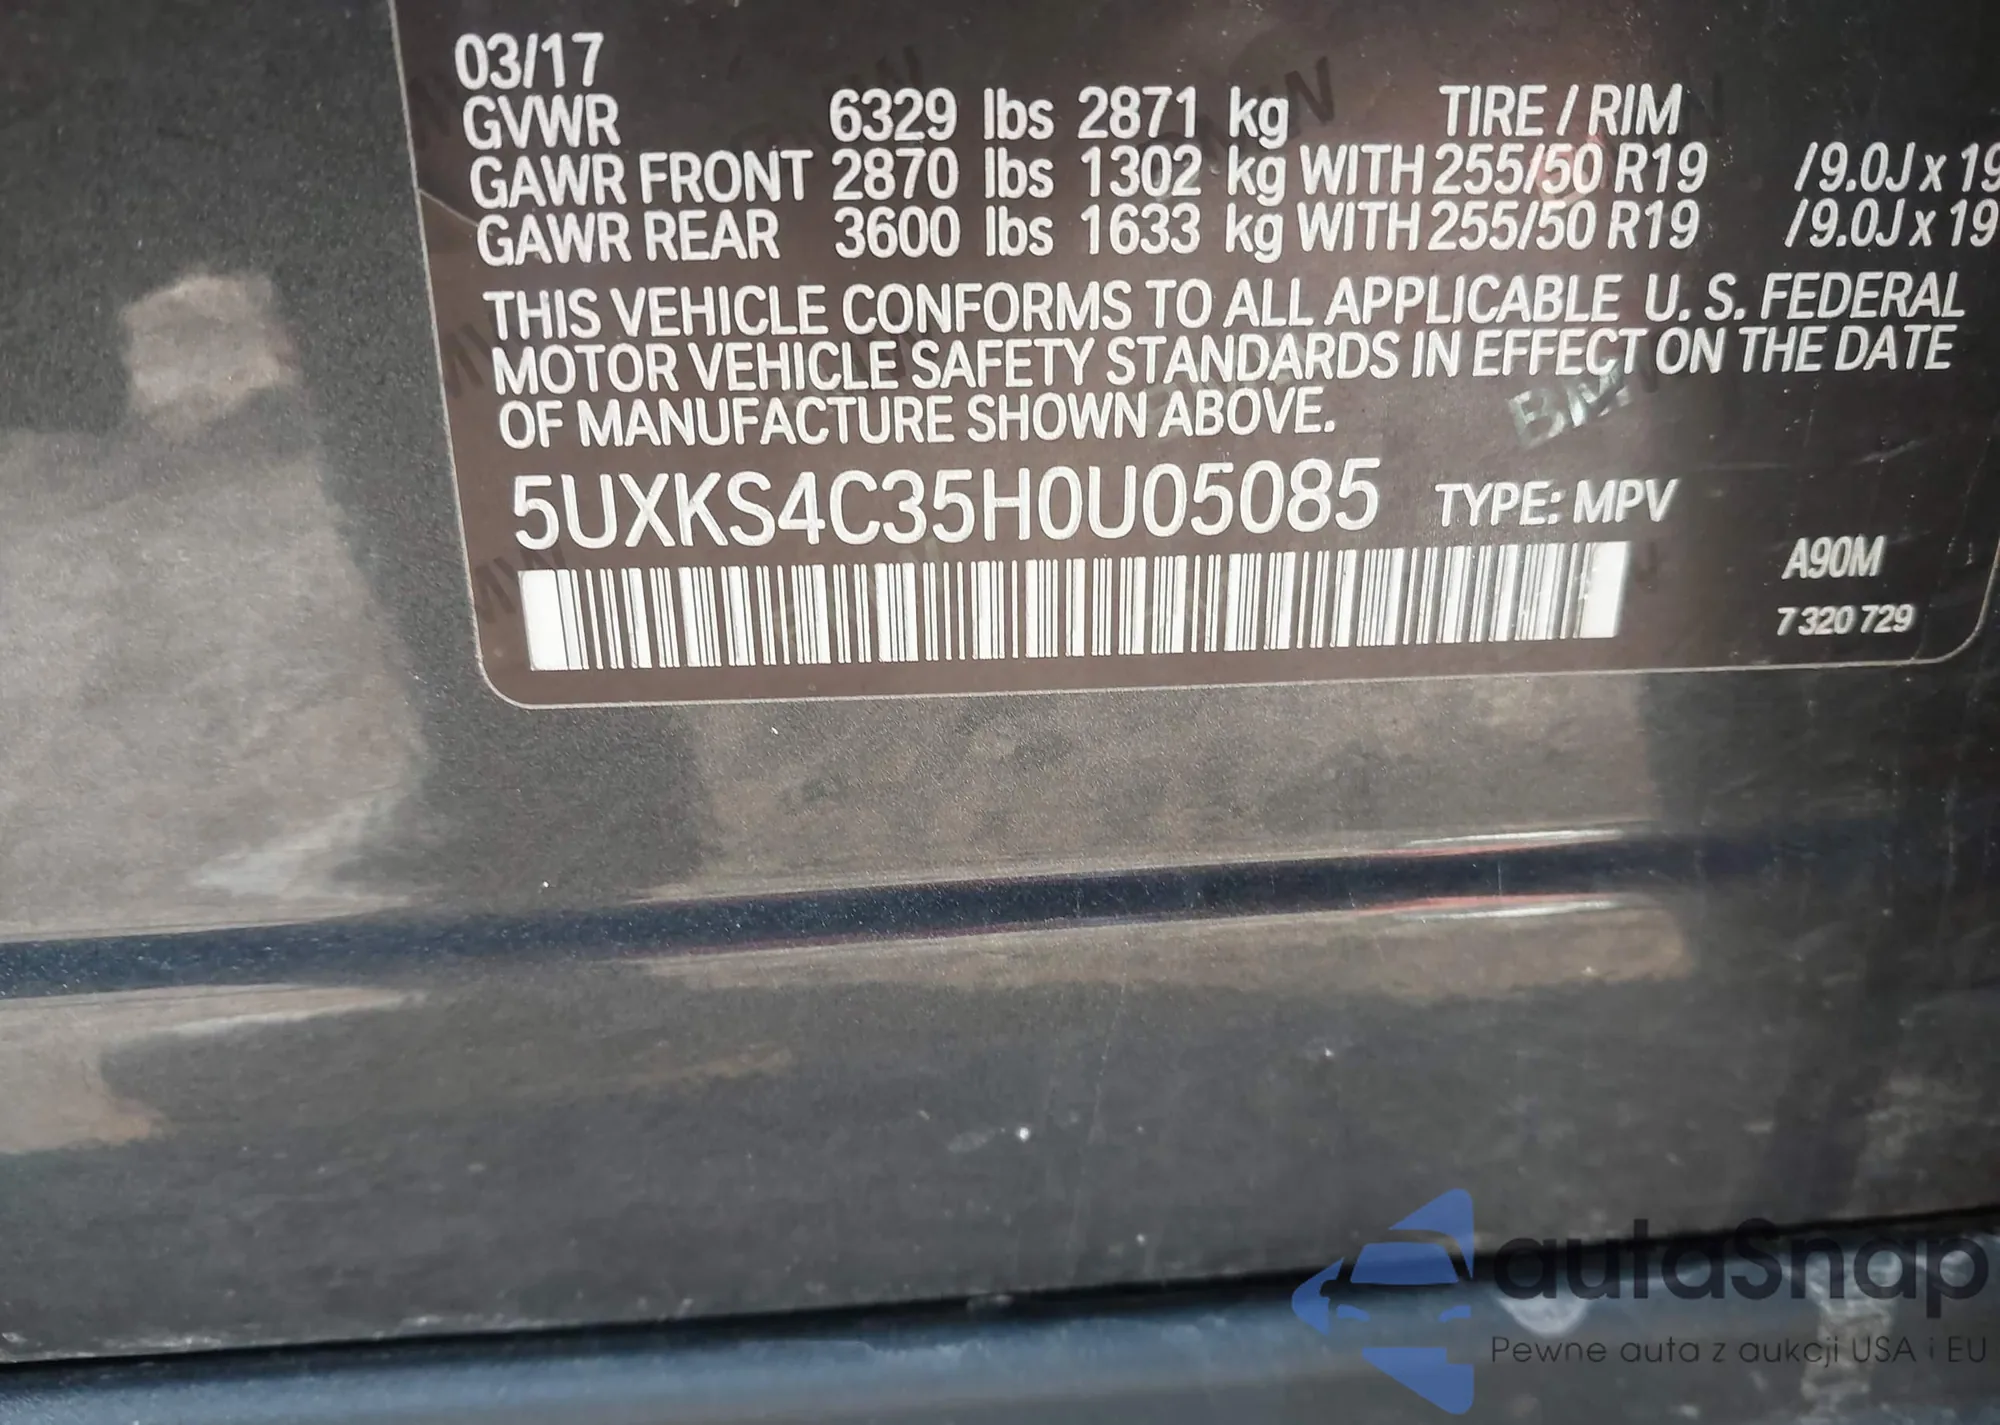 03/17
GVWR 6329 lbs 2871 kg TIRE / RIM
GAWR FRONT 2870 lbs 1302 kg WITH 255/50 R19 /9.0J x 19
GAWR REAR 3600 lbs 1633 kg WITH 255/50 R19 /9.0J x 19
THIS VEHICLE CONFORMS TO ALL APPLICABLE U. S. FEDERAL
MOTOR VEHICLE SAFETY STANDARDS IN EFFECT ON THE DATE
OF MANUFACTURE SHOWN ABOVE.
BMW
5UXKS4C35H0U05085 TYPE: MPV
A90M
7 320 729
autaSnap
Pewne auta z aukcji USA i EU